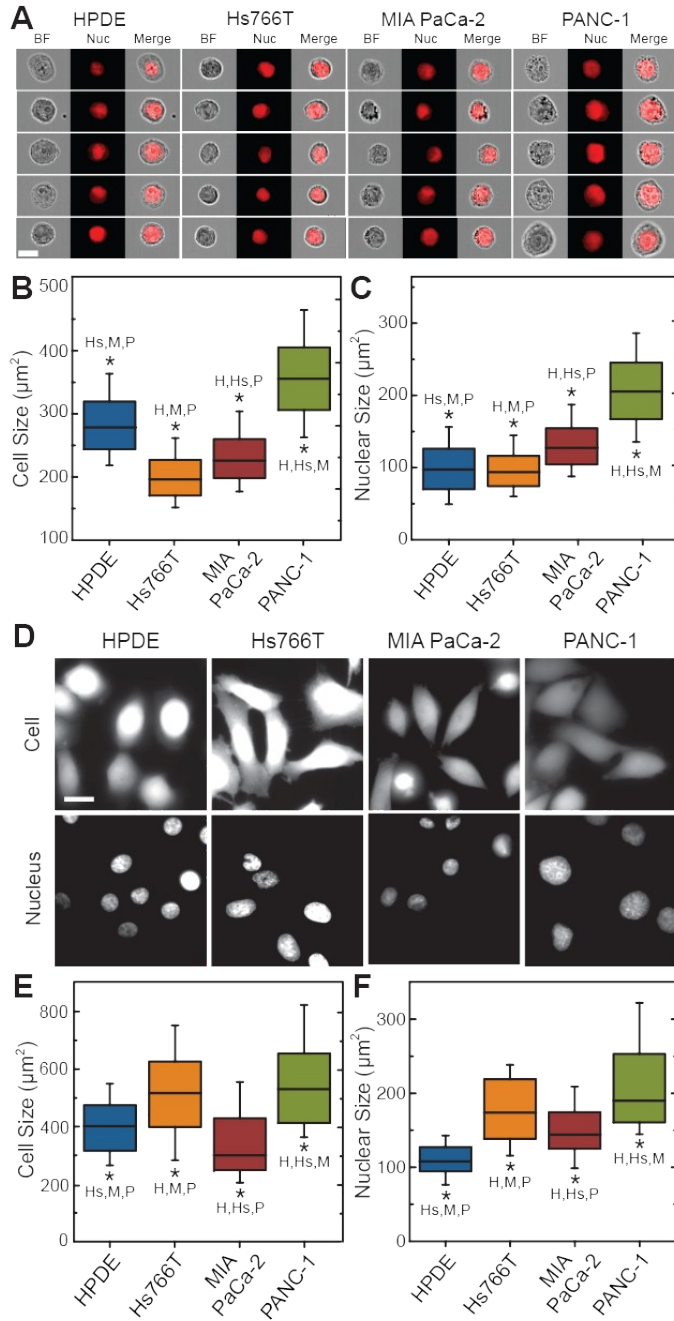 A
HPDE
Hs766T
MIA PaCa-2
PANC-1
BF Nuc Merge
BF Nuc Merge
BF Nuc Merge
BF Nuc Merge
B
500
400
300
200
100
Cell Size (µm²)
Hs,M,P
*
H,M,P
*
H,Hs,P
*
*
H,Hs,M
HPDE
Hs766T
MIA
PaCa-2
PANC-1
C
300
200
100
0
Nuclear Size (µm²)
Hs,M,P
*
H,M,P
*
H,Hs,P
*
*
H,Hs,M
HPDE
Hs766T
MIA
PaCa-2
PANC-1
D
HPDE
Hs766T
MIA PaCa-2
PANC-1
Cell
Nucleus
E
800
600
400
200
0
Cell Size (µm²)
*
Hs,M,P
*
H,M,P
*
H,Hs,P
*
H,Hs,M
HPDE
Hs766T
MIA
PaCa-2
PANC-1
F
300
200
100
0
Nuclear Size (µm²)
*
Hs,M,P
*
H,M,P
*
H,Hs,P
*
H,Hs,M
HPDE
Hs766T
MIA
PaCa-2
PANC-1